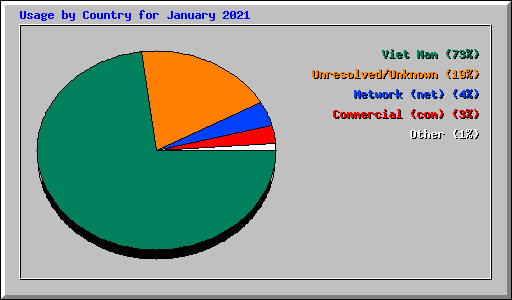 Usage by Country for January 2021
Viet Nam (73%)
Unresolved/Unknown (19%)
Network (net) (4%)
Commercial (com) (3%)
Other (1%)